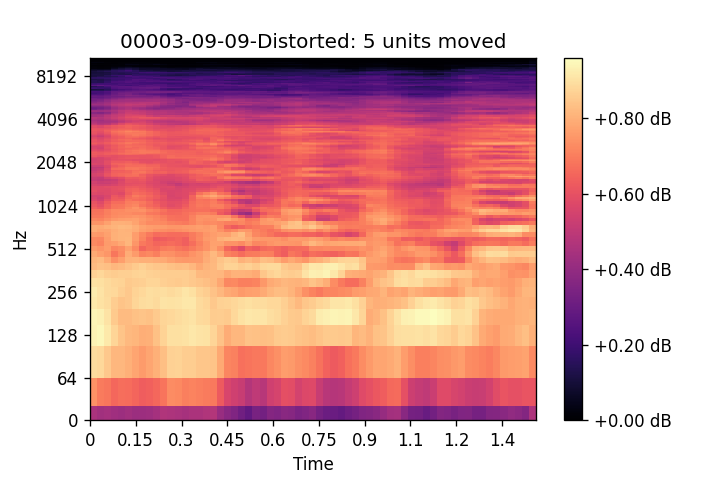 00003-09-09-Distorted: 5 units moved
8192
4096
2048
1024
512
256
128
64
0
Hz
0 0.15 0.3 0.45 0.6 0.75 0.9 1.1 1.2 1.4
Time
+0.80 dB
+0.60 dB
+0.40 dB
+0.20 dB
+0.00 dB